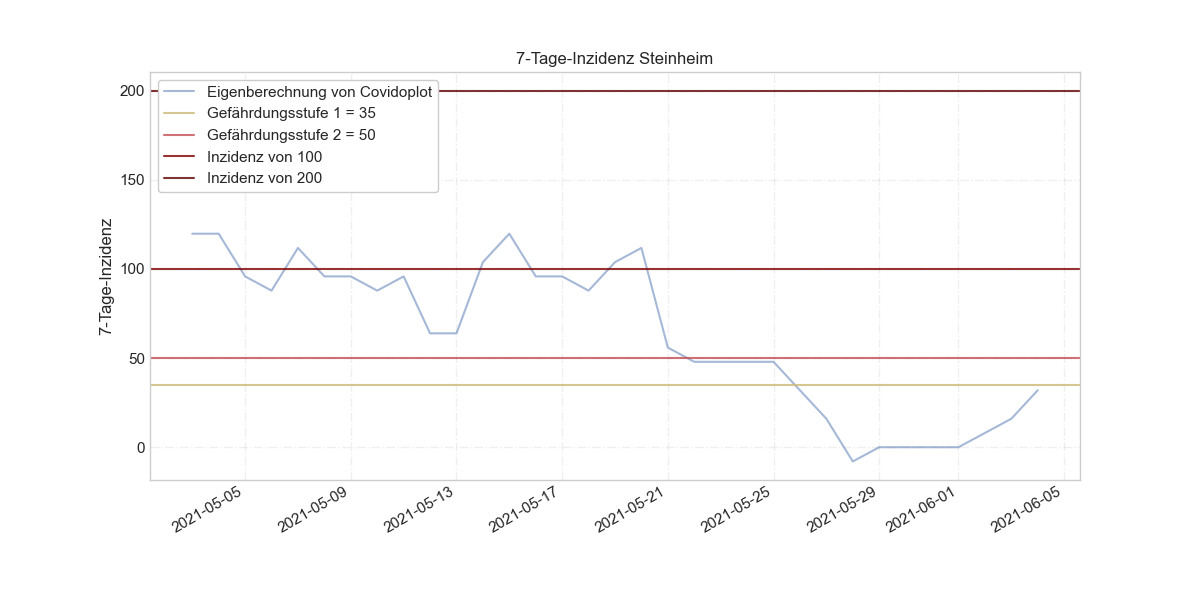 7-Tage-Inzidenz Steinheim
Eigenberechnung von Covidoplot
Gefährdungsstufe 1 = 35
Gefährdungsstufe 2 = 50
Inzidenz von 100
Inzidenz von 200
7-Tage-Inzidenz
200
150
100
50
0
2021-05-05
2021-05-09
2021-05-13
2021-05-17
2021-05-21
2021-05-25
2021-05-29
2021-06-01
2021-06-05